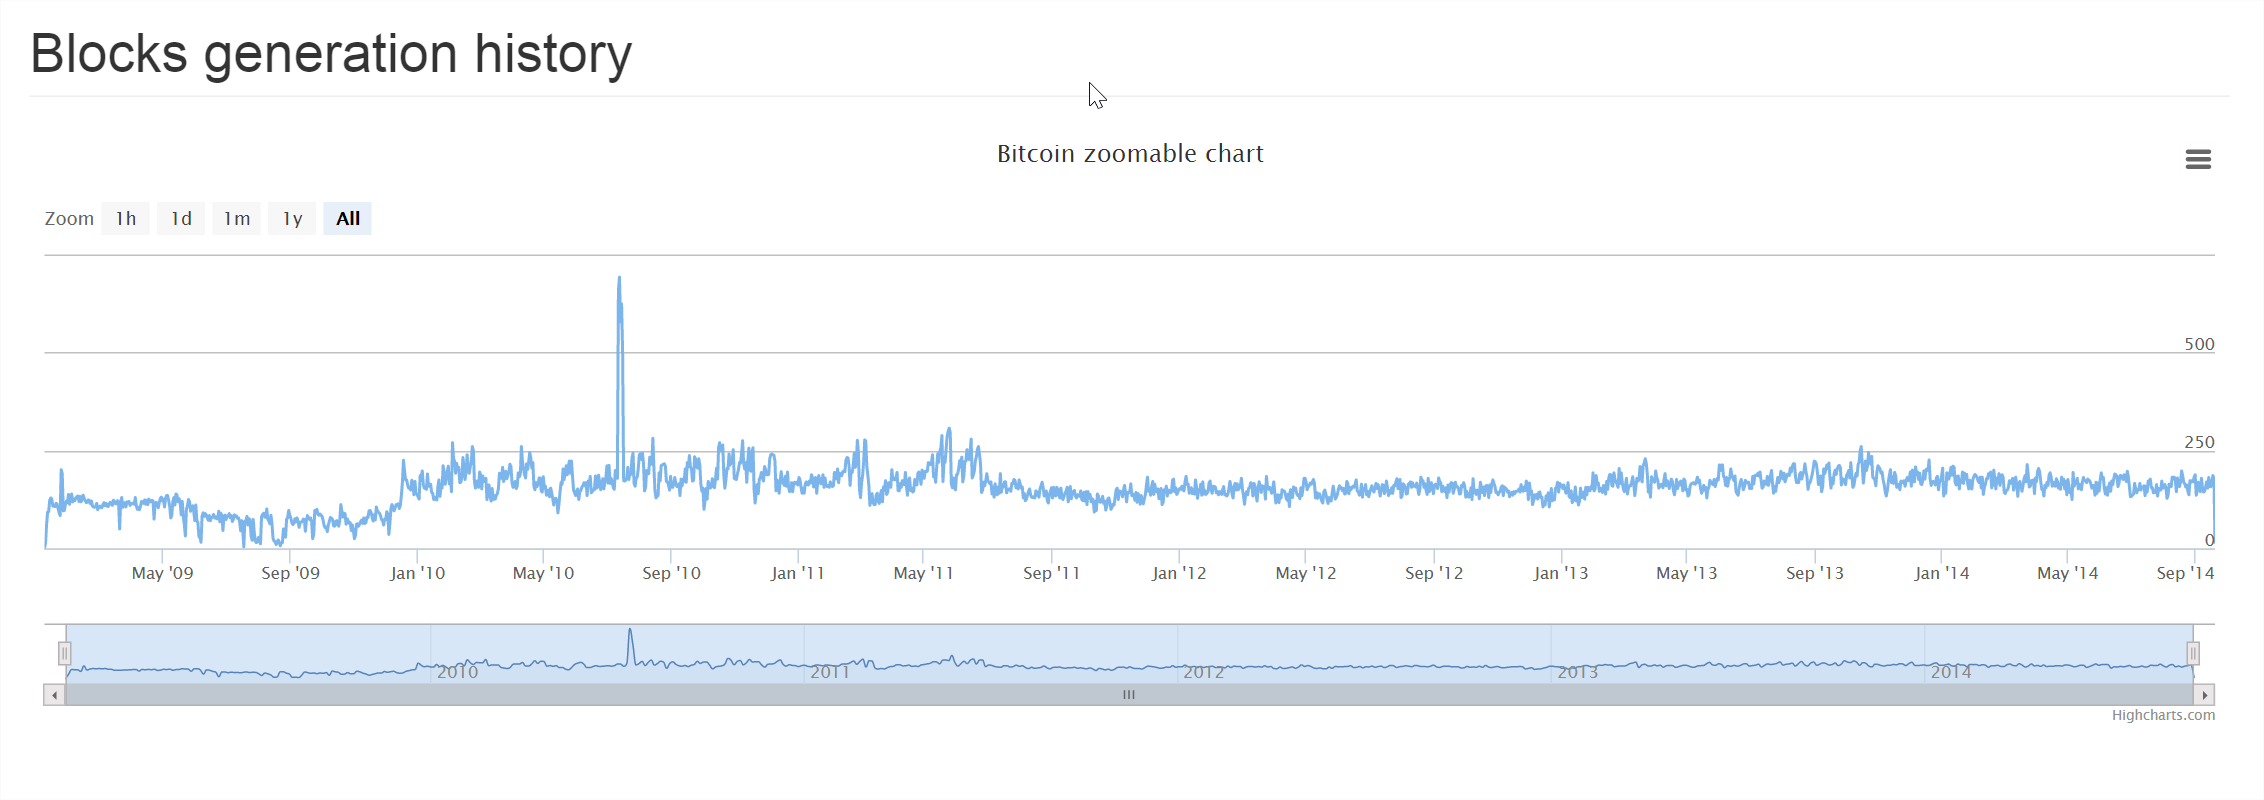 Blocks generation history
Bitcoin zoomable chart
Zoom 1h 1d 1m 1y All
500
250
0
May '09 Sep '09 Jan '10 May '10 Sep '10 Jan '11 May '11 Sep '11 Jan '12 May '12 Sep '12 Jan '13 May '13 Sep '13 Jan '14 May '14 Sep '14
2010 2011 2012 2013 2014
Highcharts.com